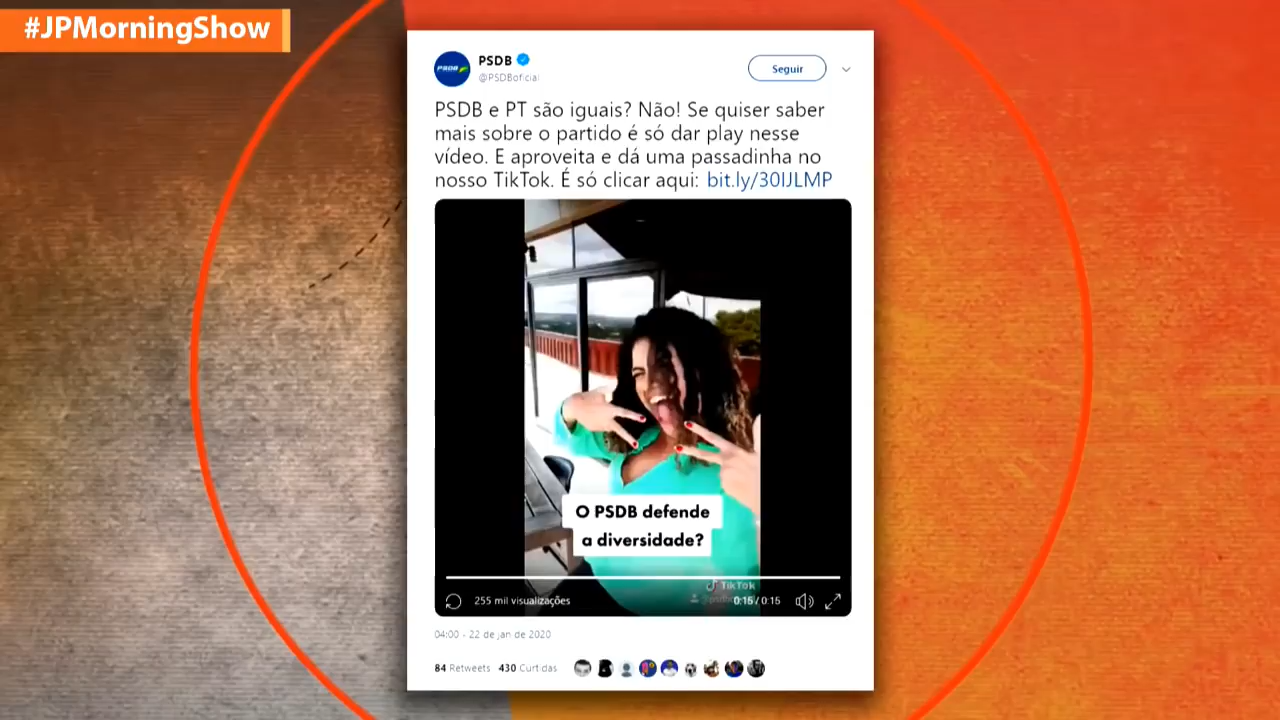 #JPMorningShow
PSDB
PSDB
@PSDBoficial
Seguir
PSDB e PT são iguais? Não! Se quiser saber
mais sobre o partido é só dar play nesse
vídeo. E aproveita e dá uma passadinha no
nosso TikTok. É só clicar aqui: bit.ly/30IJLMP
O PSDB defende
a diversidade?
TikTok
255 mil visualizações
0:15 / 0:15
04:00 - 22 de jan de 2020
84 Retweets 430 Curtidas